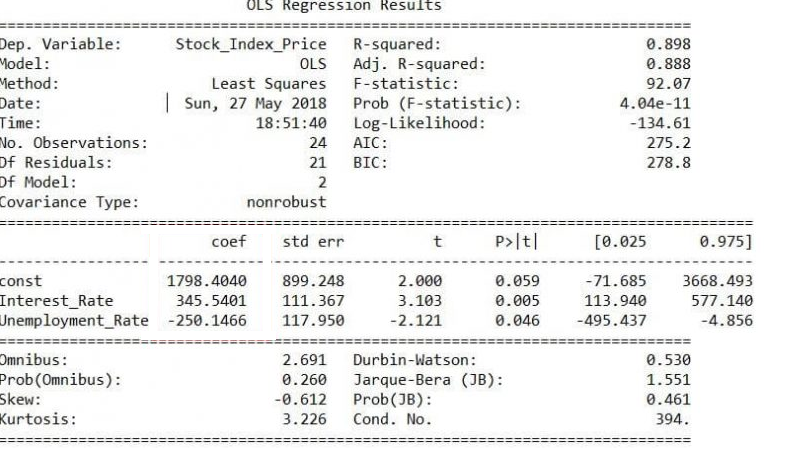 OLS Regression Results
==============================================================================
Dep. Variable: Stock_Index_Price R-squared: 0.898
Model: OLS Adj. R-squared: 0.888
Method: Least Squares F-statistic: 92.07
Date: | Sun, 27 May 2018 Prob (F-statistic): 4.04e-11
Time: 18:51:40 Log-Likelihood: -134.61
No. Observations: 24 AIC: 275.2
Df Residuals: 21 BIC: 278.8
Df Model: 2
Covariance Type: nonrobust
==============================================================================
coef std err t P>|t| [0.025 0.975]
------------------------------------------------------------------------------
const 1798.4040 899.248 2.000 0.059 -71.685 3668.493
Interest_Rate 345.5401 111.367 3.103 0.005 113.940 577.140
Unemployment_Rate -250.1466 117.950 -2.121 0.046 -495.437 -4.856
==============================================================================
Omnibus: 2.691 Durbin-Watson: 0.530
Prob(Omnibus): 0.260 Jarque-Bera (JB): 1.551
Skew: -0.612 Prob(JB): 0.461
Kurtosis: 3.226 Cond. No. 394.
==============================================================================